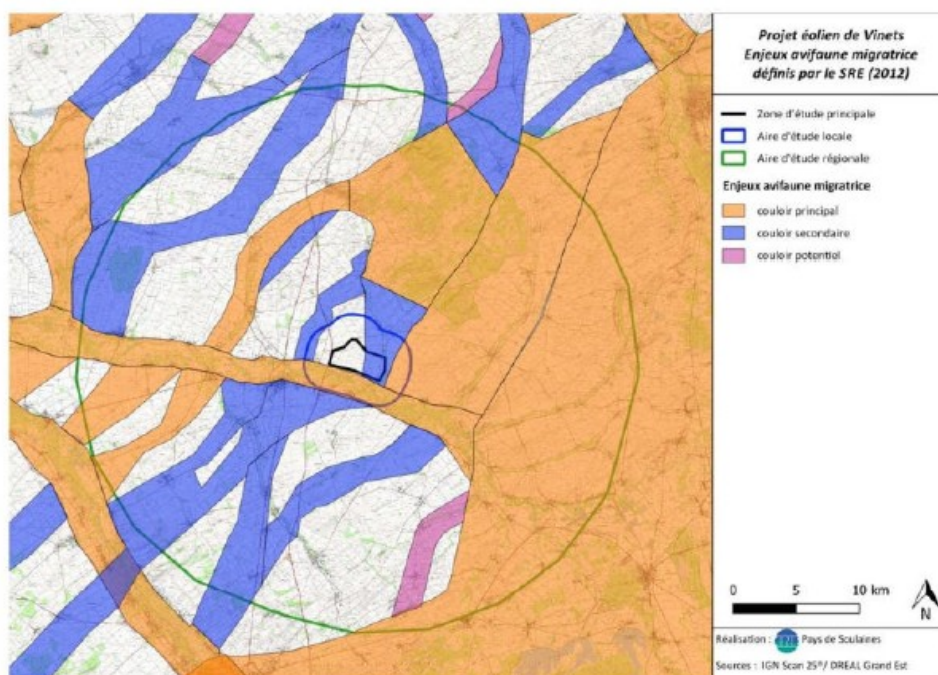 Projet éolien de Vinets
Enjeux avifaune migratrice
définis par le SRE (2012)
Zone d'étude principale
Aire d'étude locale
Aire d'étude régionale
Enjeux avifaune migratrice
couloir principal
couloir secondaire
couloir potentiel
0 5 10 km
N
Réalisation : Pays de Soulaines
Sources : IGN Scan 25®/ DREAL Grand Est